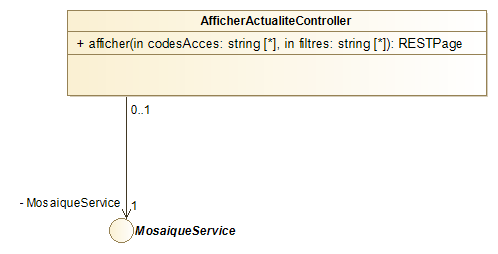 AfficherActualiteController
+ afficher(in codesAcces: string [*], in filtres: string [*]): RESTPage
0..1
- MosaiqueService 1
MosaiqueService